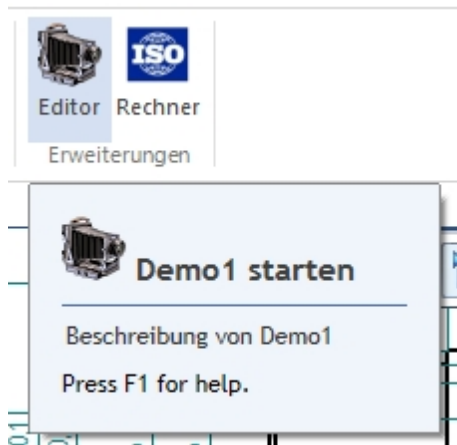 ISO
Editor Rechner
Erweiterungen
Demo1 starten
Beschreibung von Demo1
Press F1 for help.